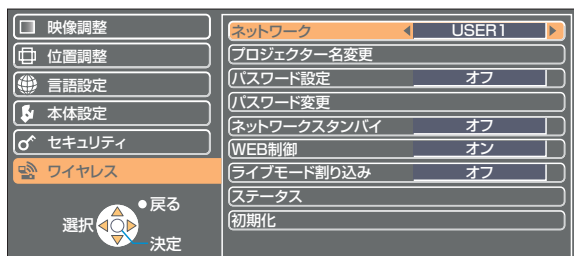 映像調整
位置調整
言語設定
本体設定
セキュリティ
ワイヤレス
戻る
選択
決定
ネットワーク USER1
プロジェクター名変更
パスワード設定 オフ
パスワード変更
ネットワークスタンバイ オフ
WEB制御 オン
ライブモード割り込み オフ
ステータス
初期化